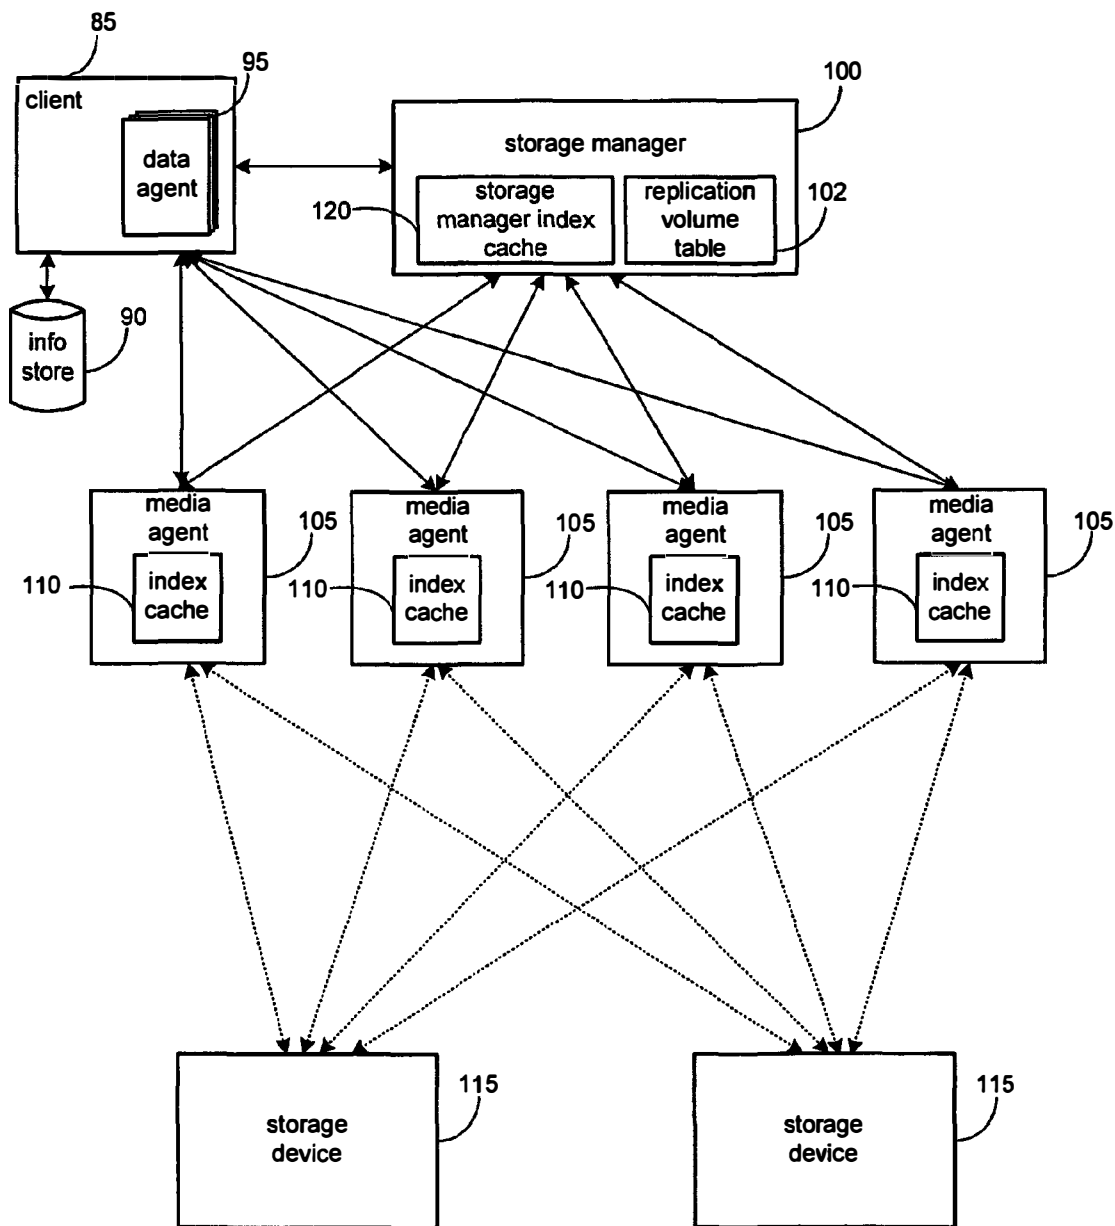 85
95
100
client
data
agent
storage manager
120
storage
manager index
cache
replication
volume
table
102
90
info
store
media
agent
105
110
index
cache
media
agent
105
110
index
cache
media
agent
105
110
index
cache
media
agent
105
110
index
cache
storage
device
115
storage
device
115